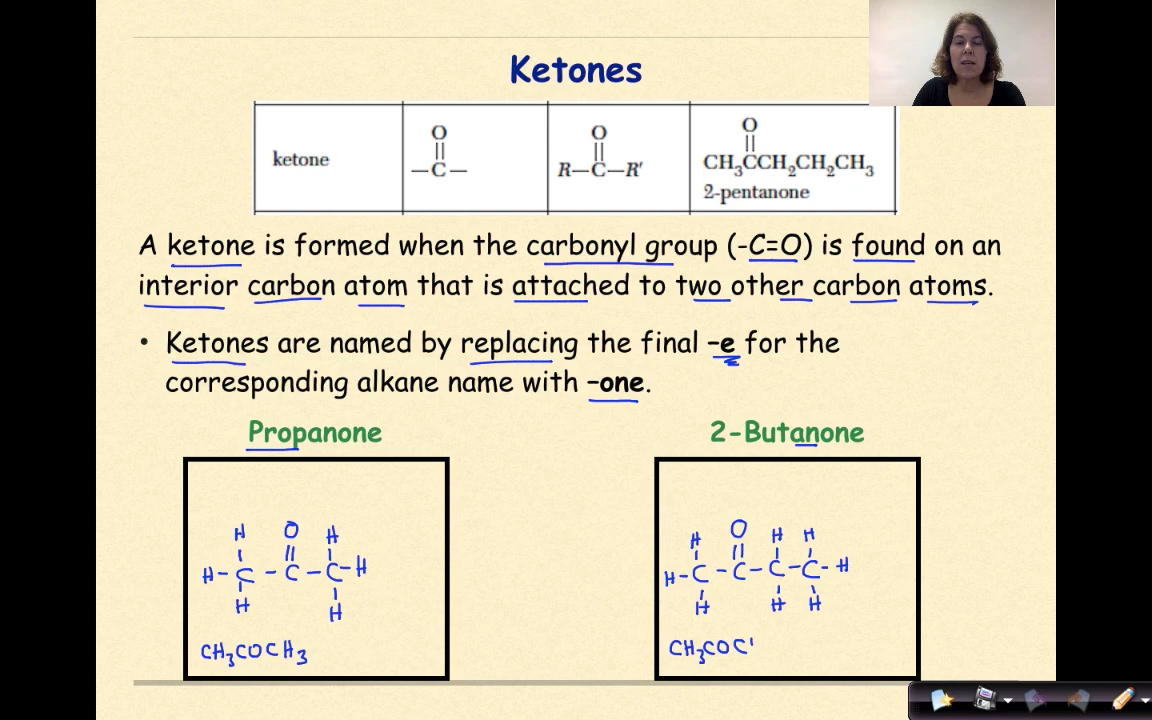 Ketones
ketone
O
||
—C—
O
||
R—C—R'
O
||
CH₃CCH₂CH₂CH₃
2-pentanone
A ketone is formed when the carbonyl group (-C=O) is found on an
interior carbon atom that is attached to two other carbon atoms.
• Ketones are named by replacing the final –e for the
corresponding alkane name with –one.
Propanone
H O H
H-C-C-C-H
H H
CH₃COCH₃
2-Butanone
H O H H
H-C-C-C-C-H
H H H
CH₃COC